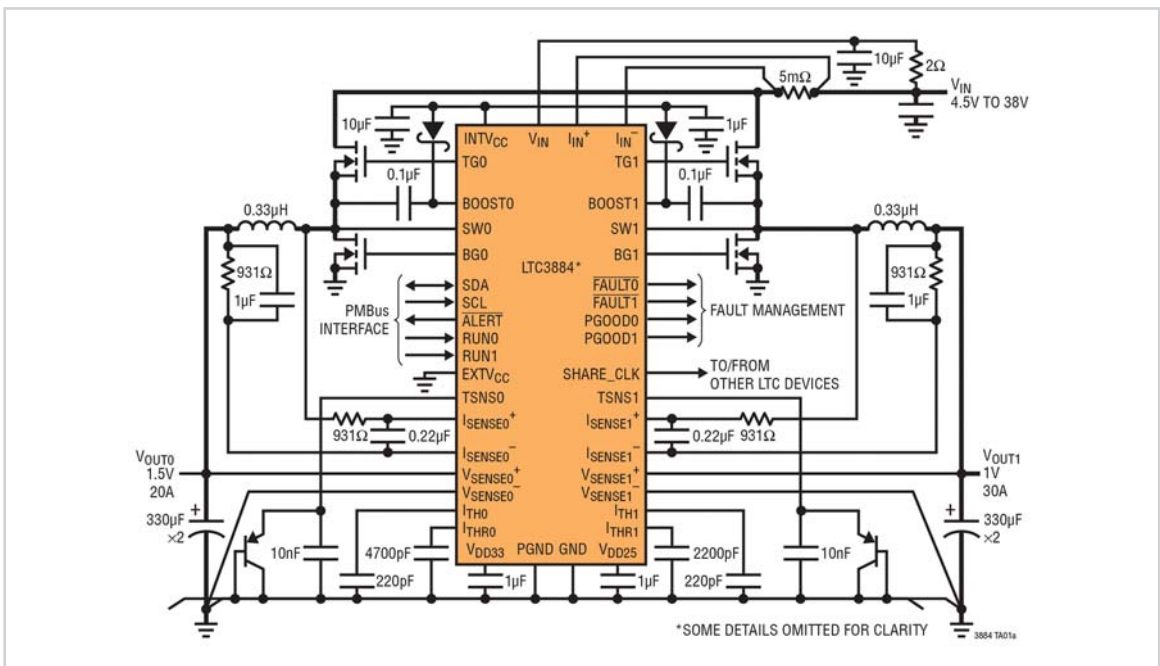 10µF
2Ω
5mΩ
VIN
4.5V TO 38V
10µF
1µF
INTVCC
VIN
IIN+
IIN−
TG0
TG1
0.1µF
0.1µF
BOOST0
BOOST1
0.33µH
0.33µH
SW0
SW1
BG0
BG1
LTC3884*
931Ω
1µF
931Ω
1µF
PMBus
INTERFACE
SDA
SCL
ALERT
RUN0
RUN1
FAULT0
FAULT1
PGOOD0
PGOOD1
FAULT MANAGEMENT
EXTVCC
SHARE_CLK
TO/FROM
OTHER LTC DEVICES
TSNS0
TSNS1
ISENSE0+
ISENSE1+
931Ω
0.22µF
0.22µF
931Ω
ISENSE0−
ISENSE1−
VOUT0
1.5V
20A
VSENSE0+
VSENSE1+
VOUT1
1V
30A
VSENSE0−
VSENSE1−
ITH0
ITH1
ITHR0
ITHR1
+
330µF
×2
+
330µF
×2
10nF
4700pF
220pF
VDD33
PGND
GND
VDD25
2200pF
220pF
10nF
1µF
1µF
*SOME DETAILS OMITTED FOR CLARITY
3884 TA01a